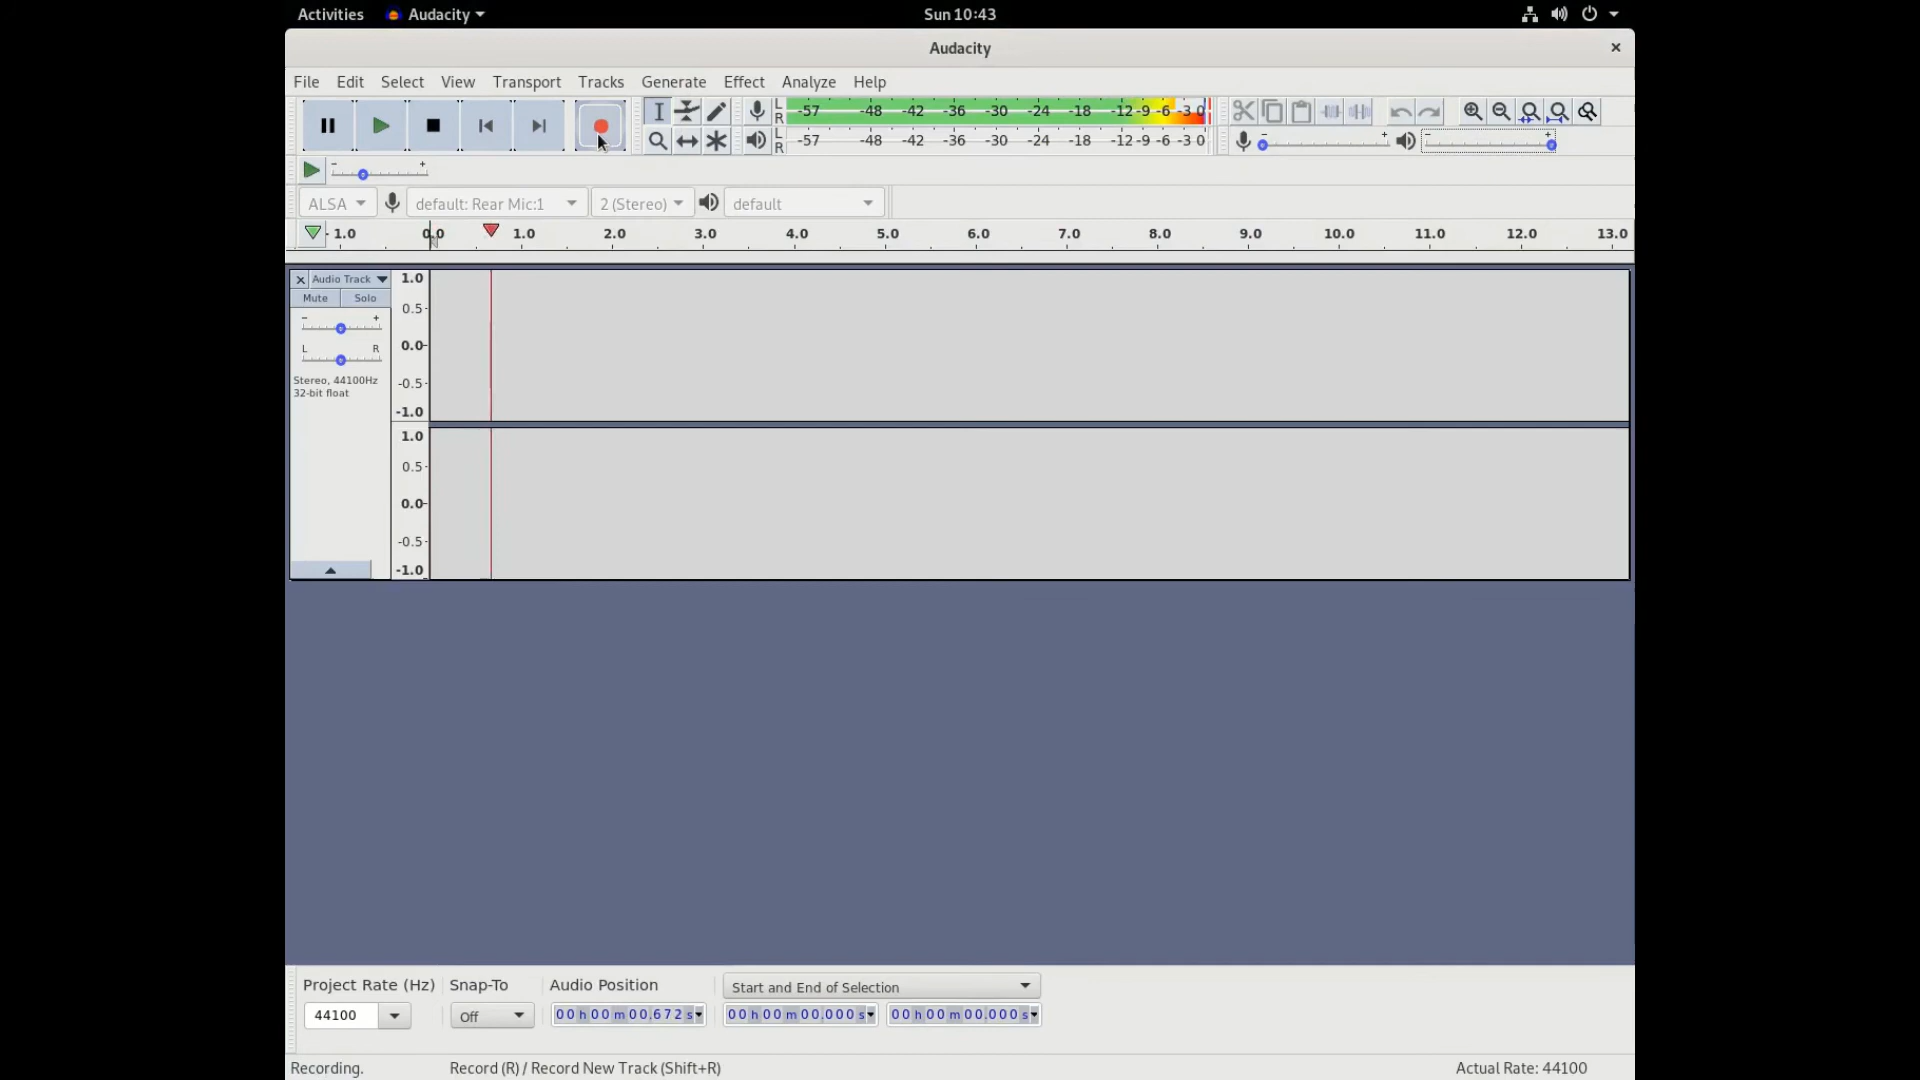 Activities Audacity Sun 10:43
Audacity
File Edit Select View Transport Tracks Generate Effect Analyze Help
L R -57 -48 -42 -36 -30 -24 -18 -12 -9 -6 -3 0
L R -57 -48 -42 -36 -30 -24 -18 -12 -9 -6 -3 0 - + - +
- +
ALSA default: Rear Mic:1 2 (Stereo) default
- 1.0 0.0 1.0 2.0 3.0 4.0 5.0 6.0 7.0 8.0 9.0 10.0 11.0 12.0 13.0
Audio Track 1.0
Mute Solo 0.5
- +
L R 0.0
Stereo, 44100Hz -0.5
32-bit float
-1.0
1.0
0.5
0.0
-0.5
-1.0
Project Rate (Hz) Snap-To Audio Position Start and End of Selection
44100 Off 00 h 00 m 00.672 s 00 h 00 m 00.000 s 00 h 00 m 00.000 s
Recording. Record (R) / Record New Track (Shift+R) Actual Rate: 44100